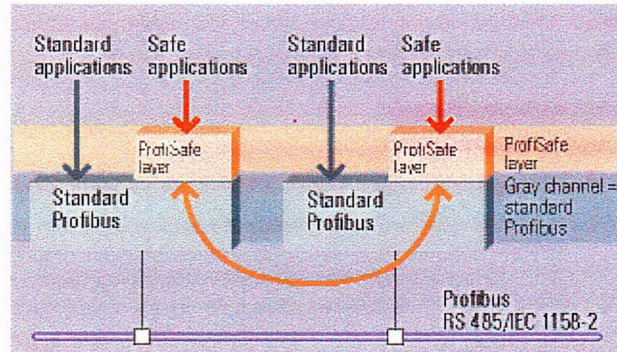 Standard
applications
Safe
applications
Standard
applications
Safe
applications
ProfiSafe
layer
ProfiSafe
layer
ProfiSafe
layer
Gray channel =
standard
Profibus
Standard
Profibus
Standard
Profibus
Profibus
RS 485/IEC 1158-2